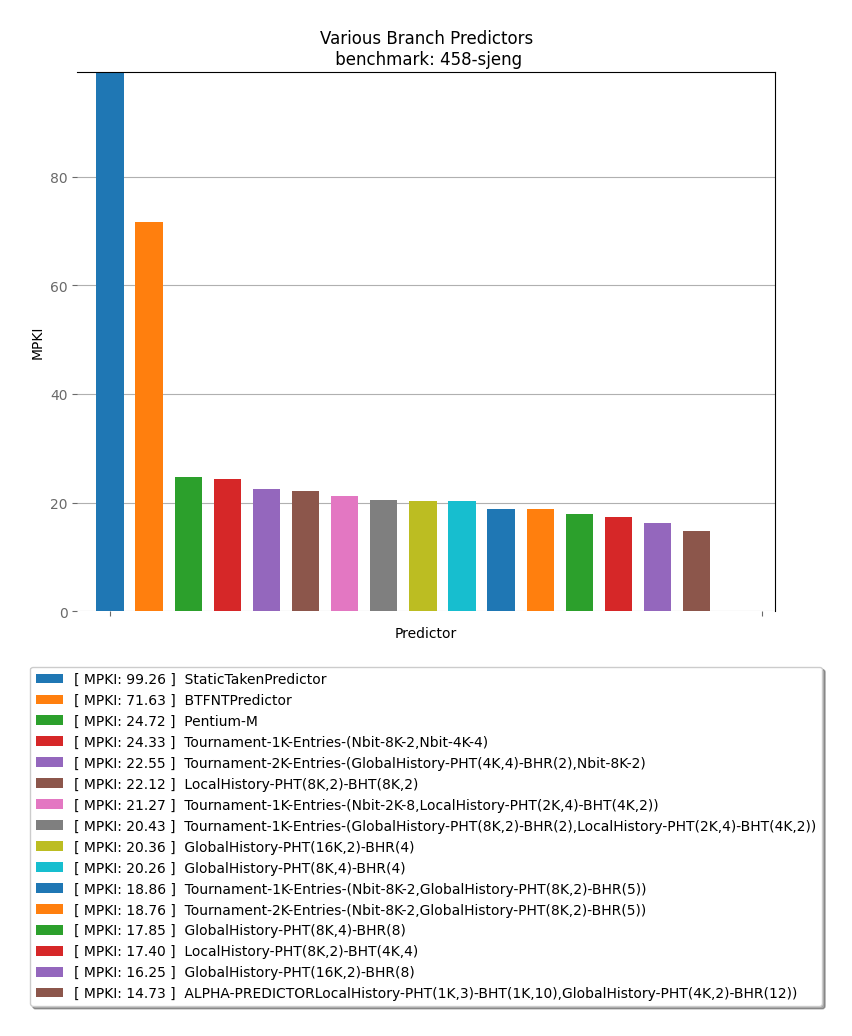 Various Branch Predictors
benchmark: 458-sjeng
80
60
40
20
0
MPKI
Predictor
[ MPKI: 99.26 ] StaticTakenPredictor
[ MPKI: 71.63 ] BTFNTPredictor
[ MPKI: 24.72 ] Pentium-M
[ MPKI: 24.33 ] Tournament-1K-Entries-(Nbit-8K-2,Nbit-4K-4)
[ MPKI: 22.55 ] Tournament-2K-Entries-(GlobalHistory-PHT(4K,4)-BHR(2),Nbit-8K-2)
[ MPKI: 22.12 ] LocalHistory-PHT(8K,2)-BHT(8K,2)
[ MPKI: 21.27 ] Tournament-1K-Entries-(Nbit-2K-8,LocalHistory-PHT(2K,4)-BHT(4K,2))
[ MPKI: 20.43 ] Tournament-1K-Entries-(GlobalHistory-PHT(8K,2)-BHR(2),LocalHistory-PHT(2K,4)-BHT(4K,2))
[ MPKI: 20.36 ] GlobalHistory-PHT(16K,2)-BHR(4)
[ MPKI: 20.26 ] GlobalHistory-PHT(8K,4)-BHR(4)
[ MPKI: 18.86 ] Tournament-1K-Entries-(Nbit-8K-2,GlobalHistory-PHT(8K,2)-BHR(5))
[ MPKI: 18.76 ] Tournament-2K-Entries-(Nbit-8K-2,GlobalHistory-PHT(8K,2)-BHR(5))
[ MPKI: 17.85 ] GlobalHistory-PHT(8K,4)-BHR(8)
[ MPKI: 17.40 ] LocalHistory-PHT(8K,2)-BHT(4K,4)
[ MPKI: 16.25 ] GlobalHistory-PHT(16K,2)-BHR(8)
[ MPKI: 14.73 ] ALPHA-PREDICTORLocalHistory-PHT(1K,3)-BHT(1K,10),GlobalHistory-PHT(4K,2)-BHR(12))